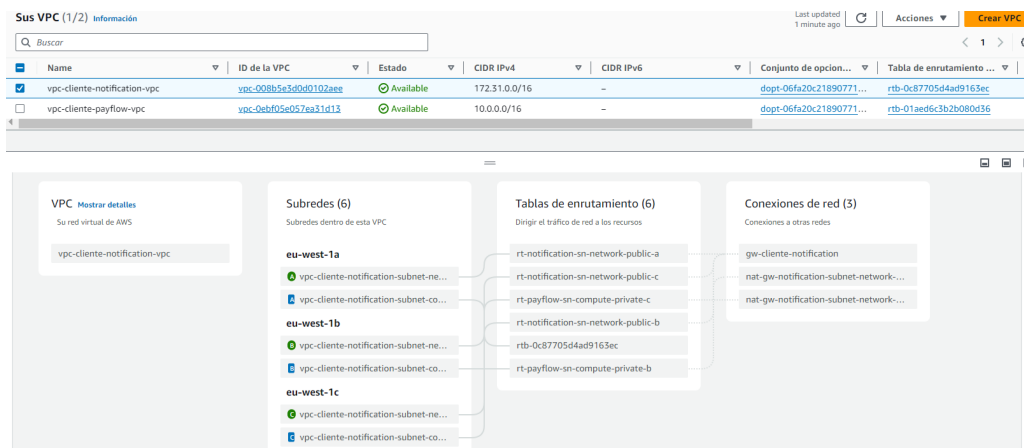 Sus VPC (1/2) Información
Last updated
1 minute ago
Acciones
Crear VPC
Buscar
1
Name
ID de la VPC
Estado
CIDR IPv4
CIDR IPv6
Conjunto de opcion...
Tabla de enrutamiento ...
vpc-cliente-notification-vpc
vpc-008b5e3d0d0102aee
Available
172.31.0.0/16
–
dopt-06fa20c21890771...
rtb-0c87705d4ad9163ec
vpc-cliente-payflow-vpc
vpc-0ebf05e057ea31d13
Available
10.0.0.0/16
–
dopt-06fa20c21890771...
rtb-01aed6c3b2b080d36
VPC Mostrar detalles
Su red virtual de AWS
vpc-cliente-notification-vpc
Subredes (6)
Subredes dentro de esta VPC
eu-west-1a
A vpc-cliente-notification-subnet-ne...
A vpc-cliente-notification-subnet-co...
eu-west-1b
B vpc-cliente-notification-subnet-ne...
B vpc-cliente-notification-subnet-co...
eu-west-1c
C vpc-cliente-notification-subnet-ne...
C vpc-cliente-notification-subnet-co...
Tablas de enrutamiento (6)
Dirigir el tráfico de red a los recursos
rt-notification-sn-network-public-a
rt-notification-sn-network-public-c
rt-payflow-sn-compute-private-c
rt-notification-sn-network-public-b
rtb-0c87705d4ad9163ec
rt-payflow-sn-compute-private-b
Conexiones de red (3)
Conexiones a otras redes
gw-cliente-notification
nat-gw-notification-subnet-network-...
nat-gw-notification-subnet-network-...